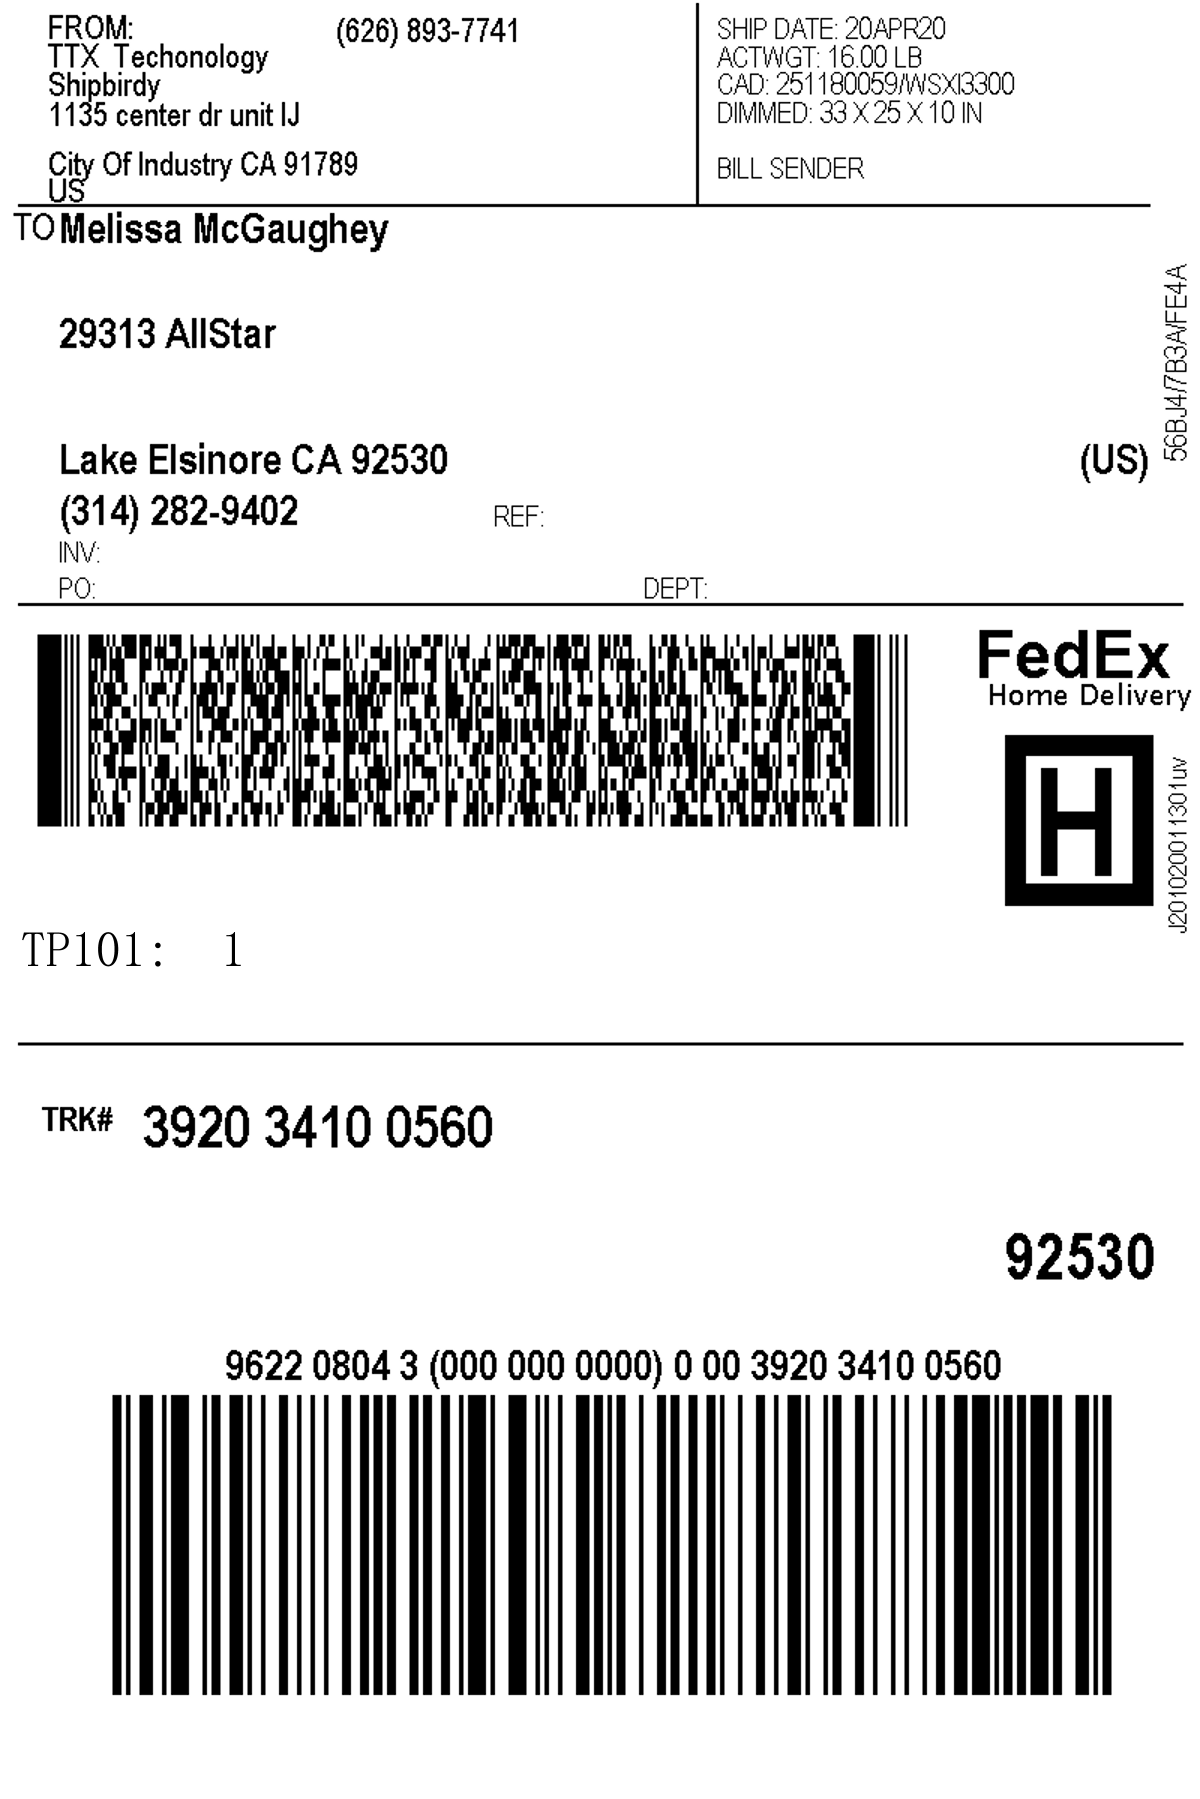 FROM: (626) 893-7741
TTX Techonology
Shipbirdy
1135 center dr unit IJ
City Of Industry CA 91789
US
SHIP DATE: 20APR20
ACTWGT: 16.00 LB
CAD: 251180059/WSXI3300
DIMMED: 33 X 25 X 10 IN
BILL SENDER
TO Melissa McGaughey
29313 AllStar
Lake Elsinore CA 92530 (US)
(314) 282-9402 REF:
INV:
PO: DEPT:
56BJ4/7B3A/FE4A
FedEx
Home Delivery
H
J201020011301uv
TP101: 1
TRK# 3920 3410 0560
92530
9622 0804 3 (000 000 0000) 0 00 3920 3410 0560